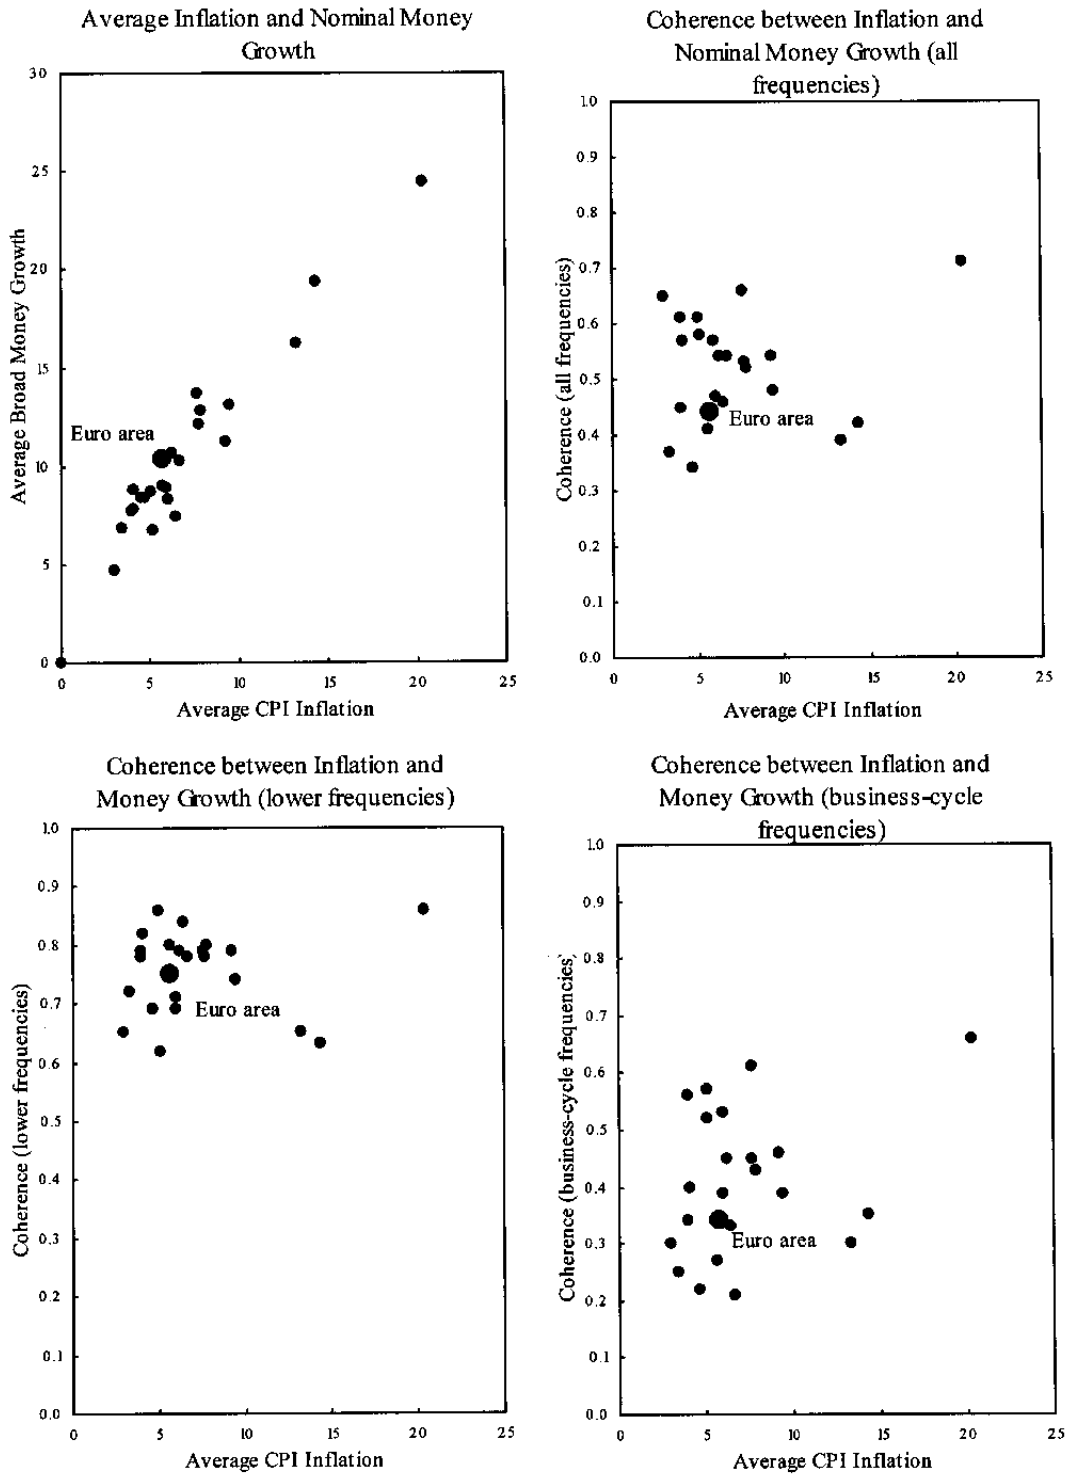 Average Inflation and Nominal Money
Growth
30
25
20
15
10
5
0
Average Broad Money Growth
Euro area
0 5 10 15 20 25
Average CPI Inflation
Coherence between Inflation and
Nominal Money Growth (all
frequencies)
1.0
0.9
0.8
0.7
0.6
0.5
0.4
0.3
0.2
0.1
0.0
Coherence (all frequencies)
Euro area
0 5 10 15 20 25
Average CPI Inflation
Coherence between Inflation and
Money Growth (lower frequencies)
1.0
0.9
0.8
0.7
0.6
0.5
0.4
0.3
0.2
0.1
0.0
Coherence (lower frequencies)
Euro area
0 5 10 15 20 25
Average CPI Inflation
Coherence between Inflation and
Money Growth (business-cycle
frequencies)
1.0
0.9
0.8
0.7
0.6
0.5
0.4
0.3
0.2
0.1
0.0
Coherence (business-cycle frequencies)
Euro area
0 5 10 15 20 25
Average CPI Inflation